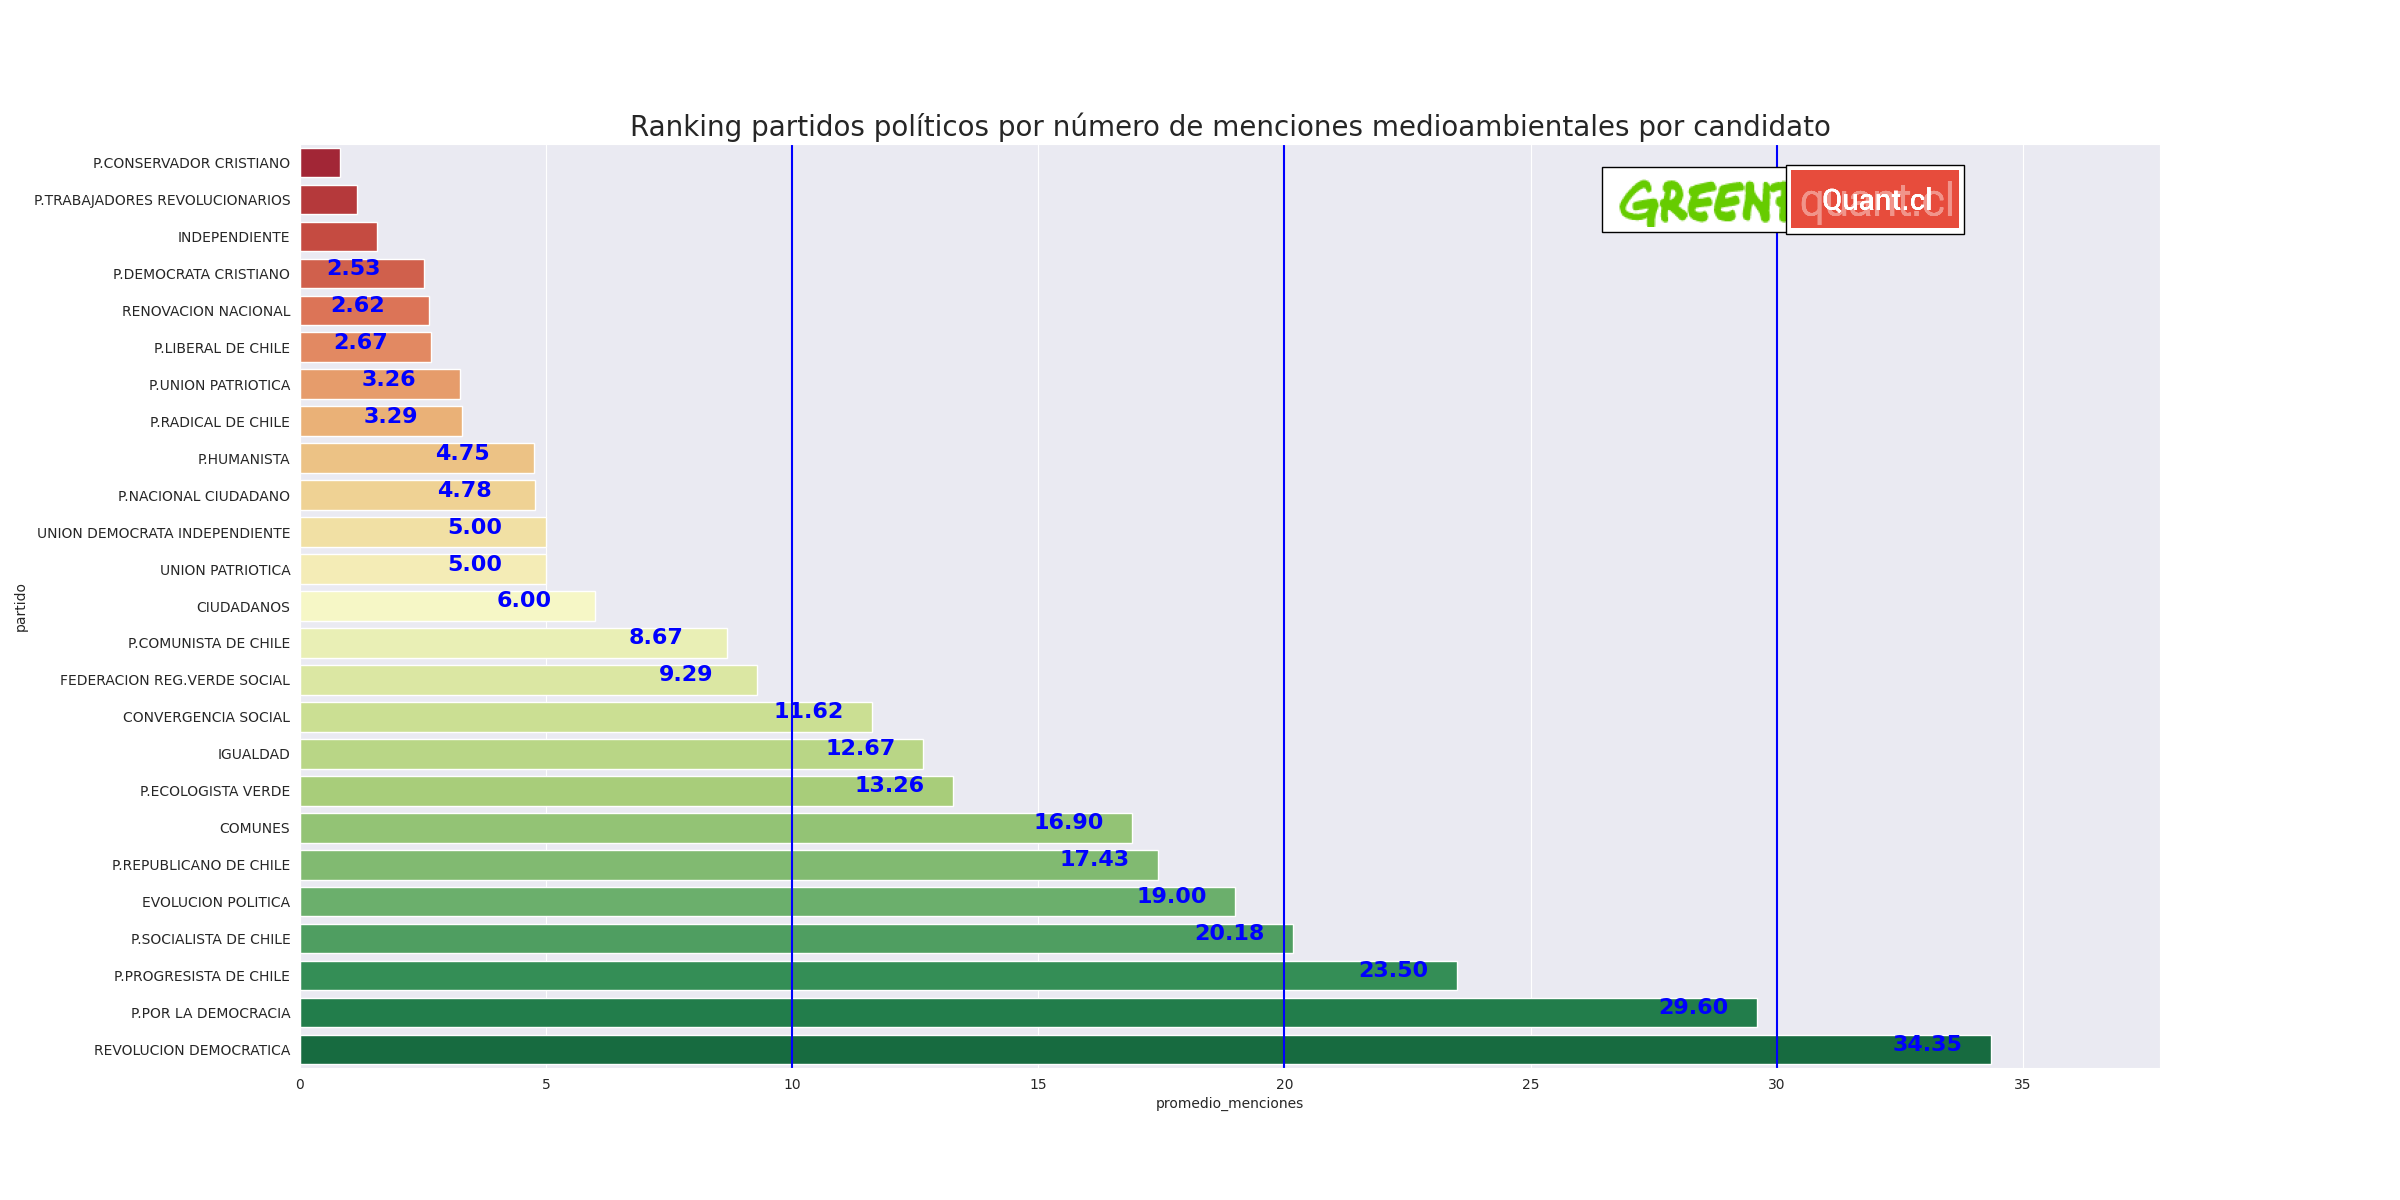 Ranking partidos políticos por número de menciones medioambientales por candidato
Quant.cl
quant.cl
partido
P.CONSERVADOR CRISTIANO
P.TRABAJADORES REVOLUCIONARIOS
INDEPENDIENTE
P.DEMOCRATA CRISTIANO 2.53
RENOVACION NACIONAL 2.62
P.LIBERAL DE CHILE 2.67
P.UNION PATRIOTICA 3.26
P.RADICAL DE CHILE 3.29
P.HUMANISTA 4.75
P.NACIONAL CIUDADANO 4.78
UNION DEMOCRATA INDEPENDIENTE 5.00
UNION PATRIOTICA 5.00
CIUDADANOS 6.00
P.COMUNISTA DE CHILE 8.67
FEDERACION REG.VERDE SOCIAL 9.29
CONVERGENCIA SOCIAL 11.62
IGUALDAD 12.67
P.ECOLOGISTA VERDE 13.26
COMUNES 16.90
P.REPUBLICANO DE CHILE 17.43
EVOLUCION POLITICA 19.00
P.SOCIALISTA DE CHILE 20.18
P.PROGRESISTA DE CHILE 23.50
P.POR LA DEMOCRACIA 29.60
REVOLUCION DEMOCRATICA 34.35
0 5 10 15 20 25 30 35
promedio_menciones